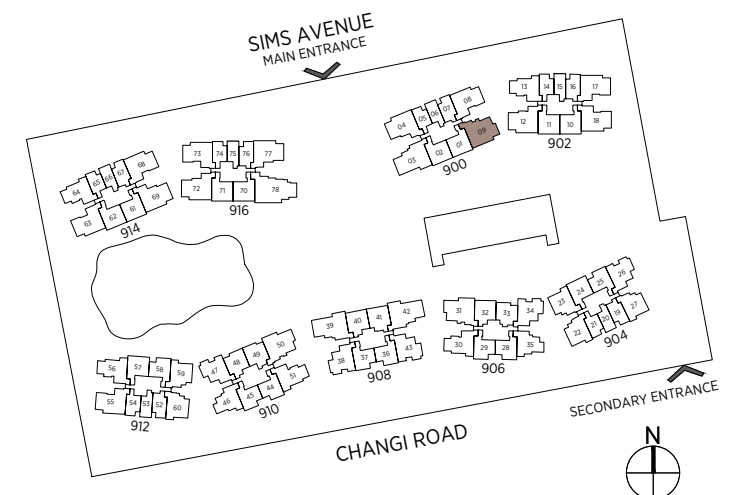 SIMS AVENUE
MAIN ENTRANCE
13 14 15 16 17
12 11 10 18
902
04 05 06 07 08
03 02 01 09
900
73 74 75 76 77
72 71 70 78
916
64 65 66 67 68
63 62 61 69
914
23 24 25 26
22 21 20 19 27
904
31 32 33 34
30 29 28 35
906
39 40 41 42
38 37 36 43
908
47 48 49 50
46 45 44 51
910
56 57 58 59
55 54 53 52 60
912
SECONDARY ENTRANCE
CHANGI ROAD
N